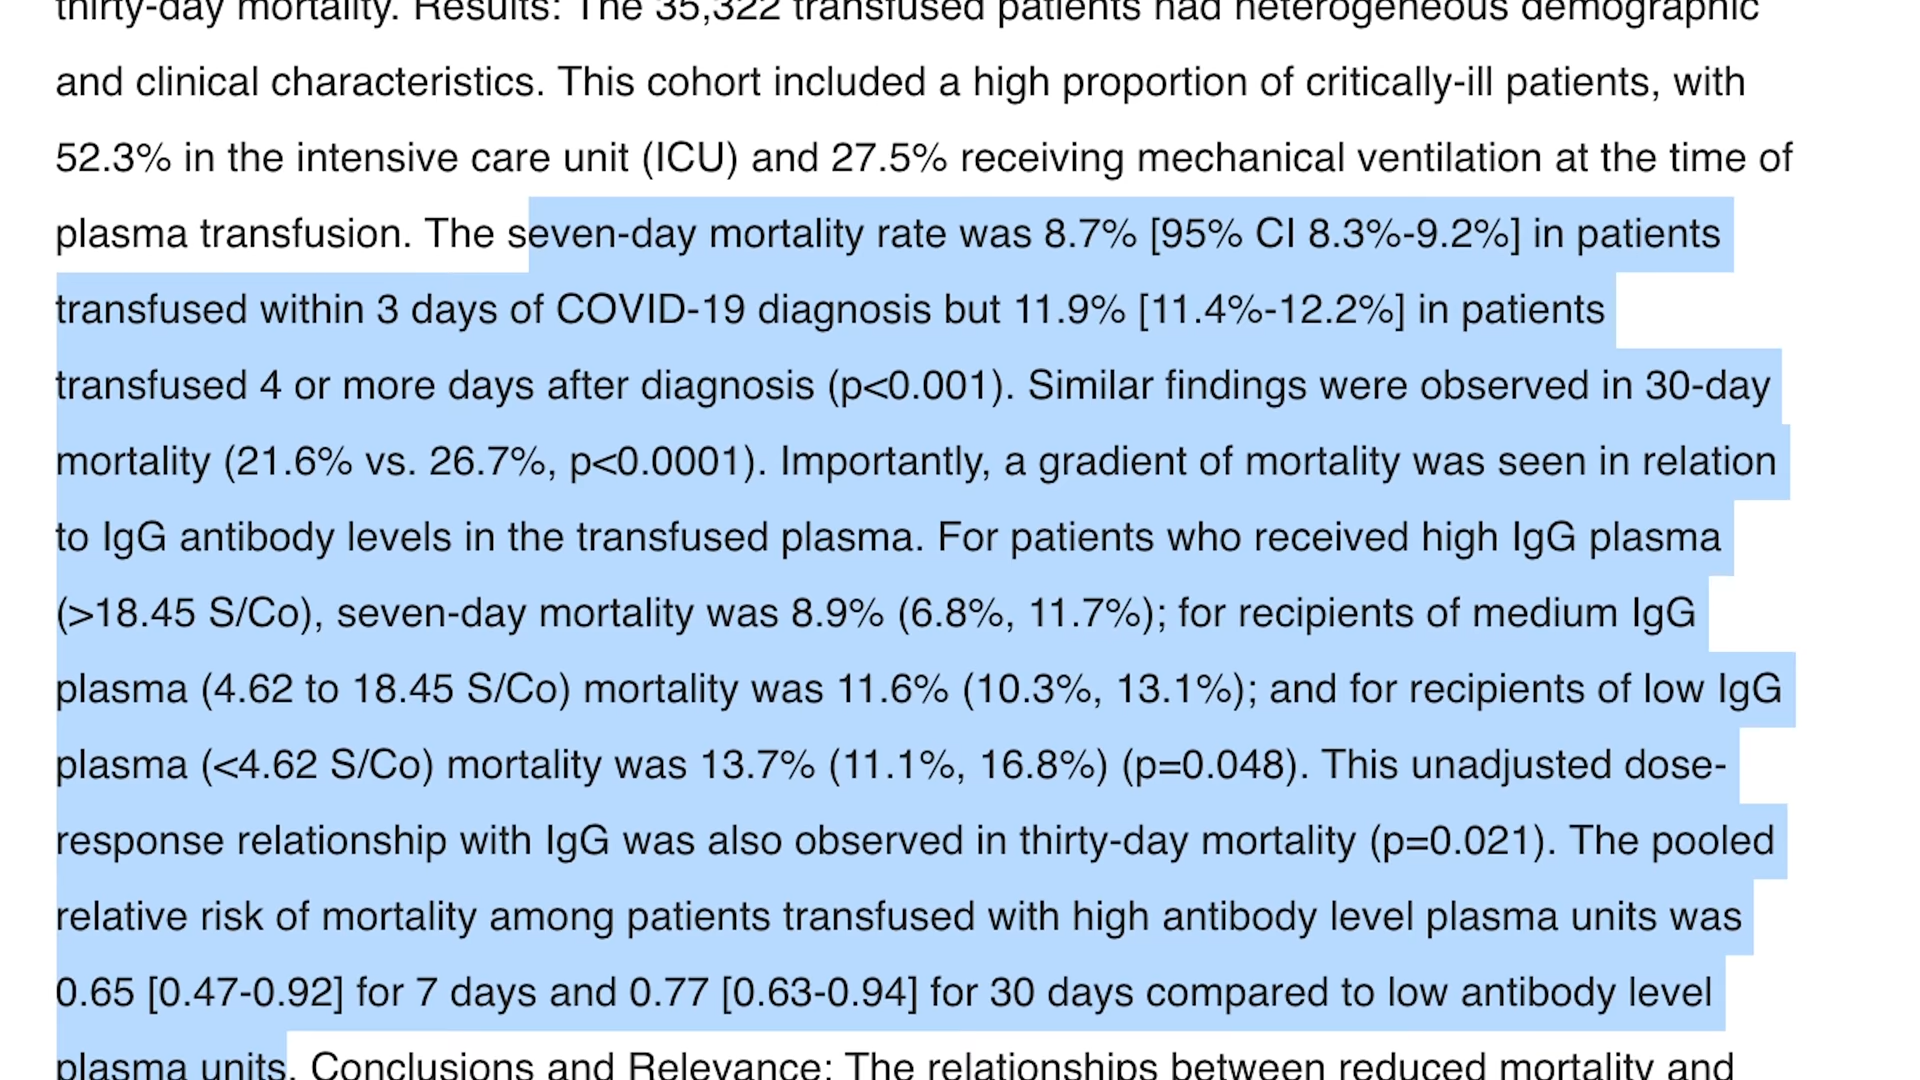 thirty-day mortality. Results: The 35,322 transfused patients had heterogeneous demographic
and clinical characteristics. This cohort included a high proportion of critically-ill patients, with
52.3% in the intensive care unit (ICU) and 27.5% receiving mechanical ventilation at the time of
plasma transfusion. The seven-day mortality rate was 8.7% [95% CI 8.3%-9.2%] in patients
transfused within 3 days of COVID-19 diagnosis but 11.9% [11.4%-12.2%] in patients
transfused 4 or more days after diagnosis (p<0.001). Similar findings were observed in 30-day
mortality (21.6% vs. 26.7%, p<0.0001). Importantly, a gradient of mortality was seen in relation
to IgG antibody levels in the transfused plasma. For patients who received high IgG plasma
(>18.45 S/Co), seven-day mortality was 8.9% (6.8%, 11.7%); for recipients of medium IgG
plasma (4.62 to 18.45 S/Co) mortality was 11.6% (10.3%, 13.1%); and for recipients of low IgG
plasma (<4.62 S/Co) mortality was 13.7% (11.1%, 16.8%) (p=0.048). This unadjusted dose-
response relationship with IgG was also observed in thirty-day mortality (p=0.021). The pooled
relative risk of mortality among patients transfused with high antibody level plasma units was
0.65 [0.47-0.92] for 7 days and 0.77 [0.63-0.94] for 30 days compared to low antibody level
plasma units. Conclusions and Relevance: The relationships between reduced mortality and